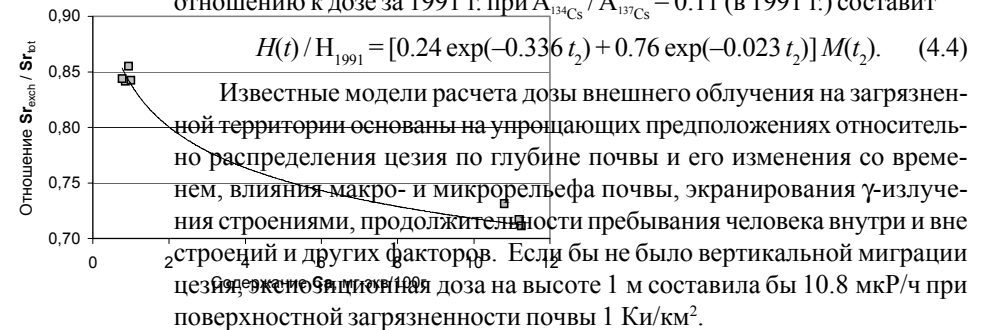 отношению к дозе за 1991 г. при A134Cs / A137Cs = 0.11 (в 1991 г.) составит
H(t) / H1991 = [0.24 exp(–0.336 t2) + 0.76 exp(–0.023 t2)] M(t2). (4.4)
Известные модели расчета дозы внешнего облучения на загрязнен-
ной территории основаны на упрощающих предположениях относитель-
но распределения цезия по глубине почвы и его изменения со време-
нем, влияния макро- и микрорельефа почвы, экранирования γ-излуче-
ния строениями, продолжительности пребывания человека внутри и вне
строений и других факторов. Если бы не было вертикальной миграции
цезия, экспозиционная доза на высоте 1 м составила бы 10.8 мкР/ч при
поверхностной загрязненности почвы 1 Ки/км².
Отношение Srexch / Srtot
0,90
0,85
0,80
0,75
0,70
0 2 4 6 8 10 12
Содержание Ca, мг-экв/100г